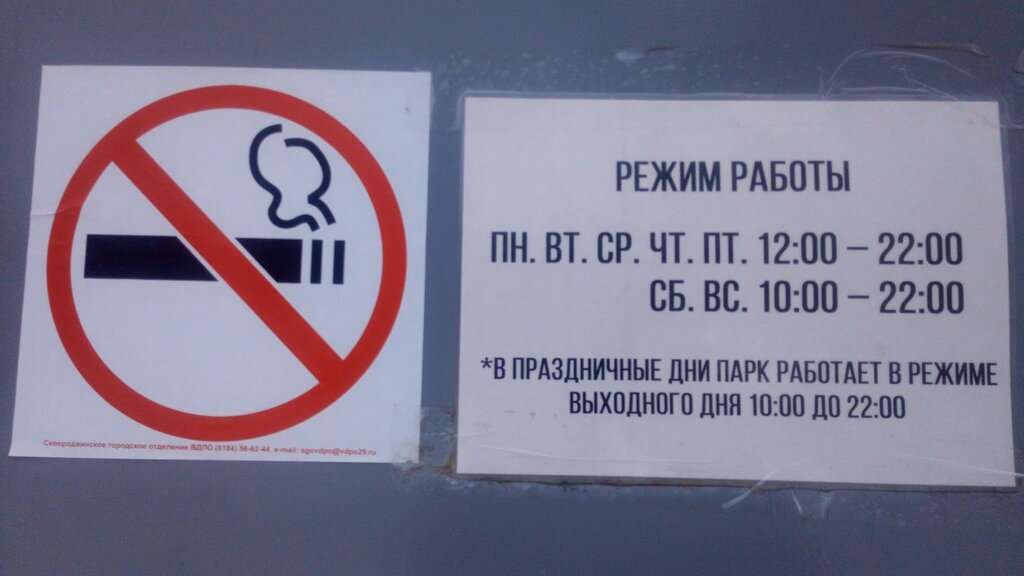 Северодвинское городское отделение ВДПО (8184) 56-62-44, e-mail: sgovdpo@vdpo29.ru
РЕЖИМ РАБОТЫ
ПН. ВТ. СР. ЧТ. ПТ. 12:00 – 22:00
СБ. ВС. 10:00 – 22:00
*В ПРАЗДНИЧНЫЕ ДНИ ПАРК РАБОТАЕТ В РЕЖИМЕ
ВЫХОДНОГО ДНЯ 10:00 ДО 22:00